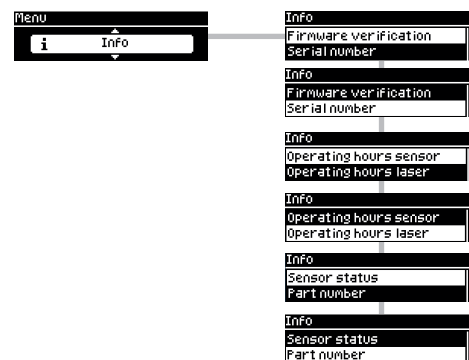 Menu
i Info
Info
Firmware verification
Serial number
Info
Firmware verification
Serial number
Info
Operating hours sensor
Operating hours laser
Info
Operating hours sensor
Operating hours laser
Info
Sensor status
Part number
Info
Sensor status
Part number